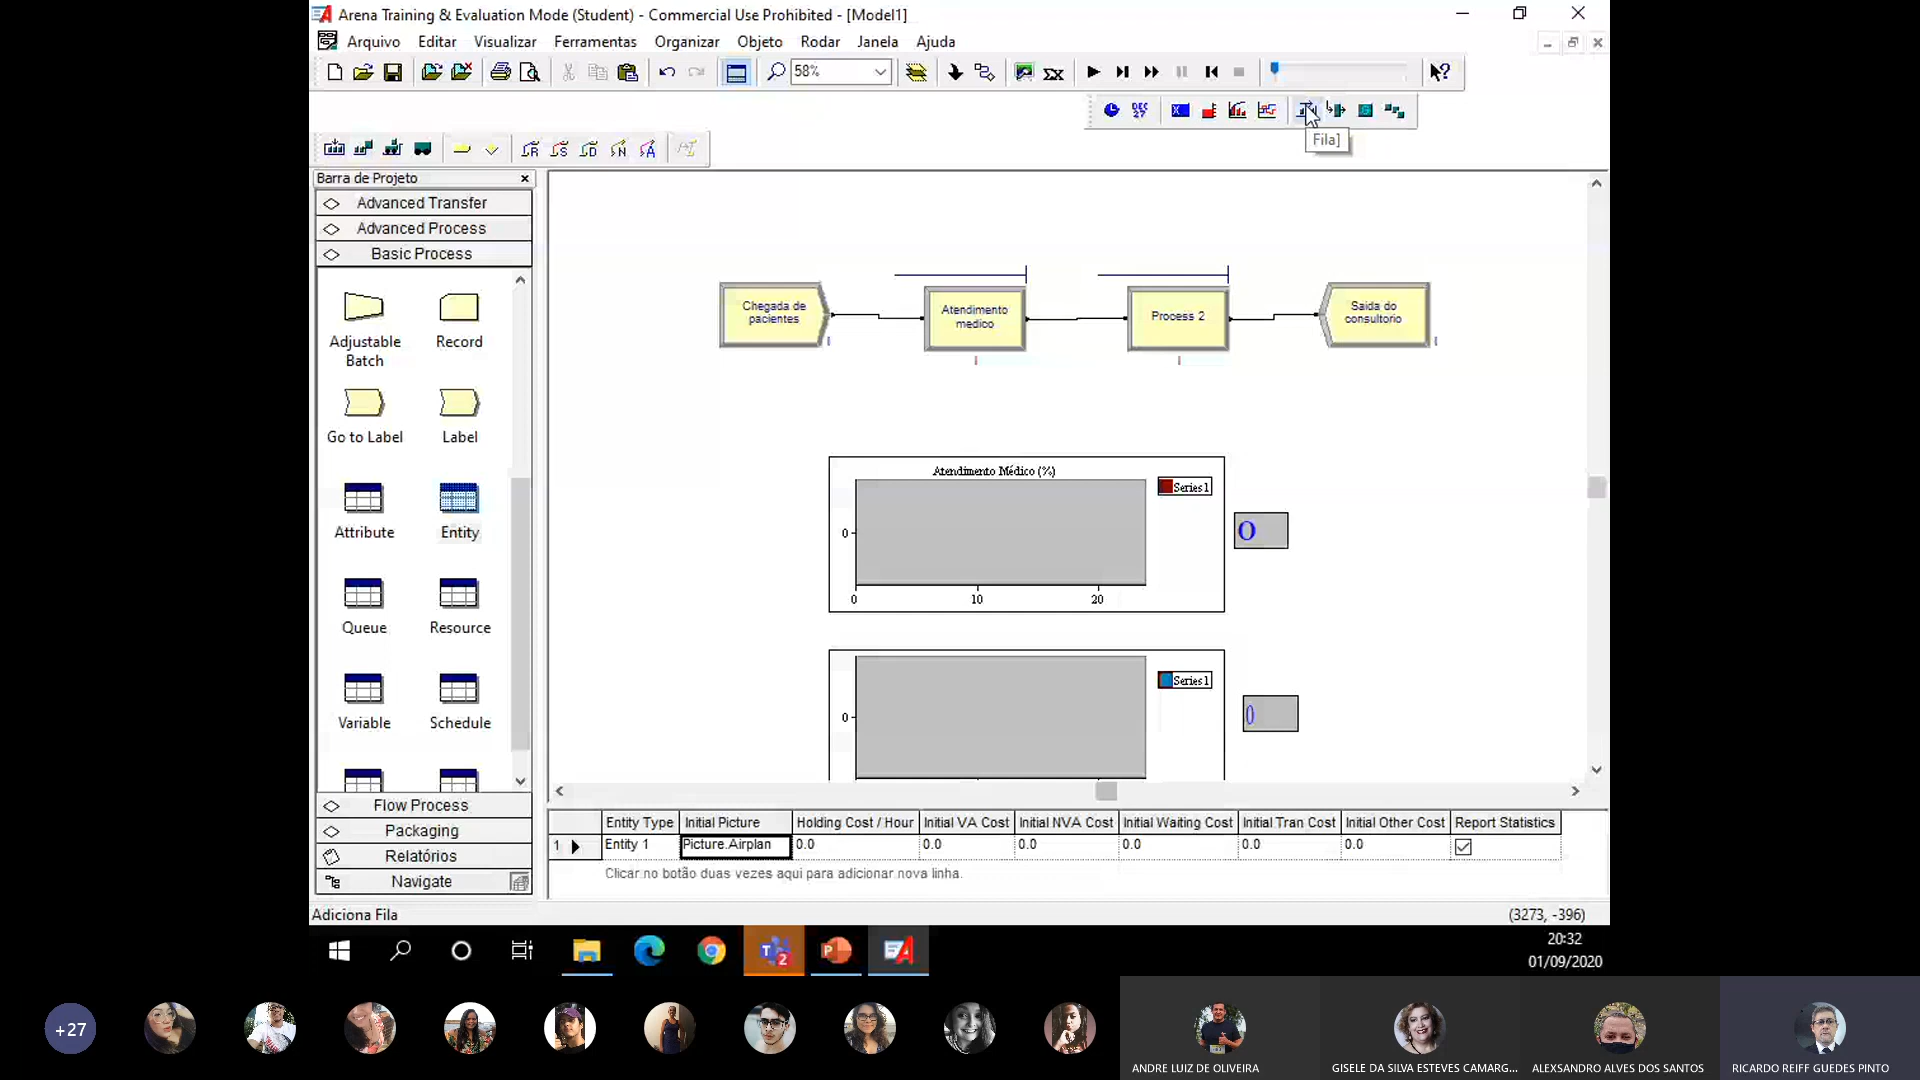 Arena Training & Evaluation Mode (Student) - Commercial Use Prohibited - [Model1]
Arquivo Editar Visualizar Ferramentas Organizar Objeto Rodar Janela Ajuda
58%
DEC 27
Fila]
Barra de Projeto
Advanced Transfer
Advanced Process
Basic Process
Adjustable Batch
Record
Go to Label
Label
Attribute
Entity
Queue
Resource
Variable
Schedule
Flow Process
Packaging
Relatórios
Navigate
Chegada de pacientes
Atendimento medico
Process 2
Saida do consultorio
Atendimento Médico (%)
Series1
0
0 10 20
0
Series1
0
0
Entity Type Initial Picture Holding Cost / Hour Initial VA Cost Initial NVA Cost Initial Waiting Cost Initial Tran Cost Initial Other Cost Report Statistics
1 Entity 1 Picture.Airplan 0.0 0.0 0.0 0.0 0.0 0.0
Clicar no botão duas vezes aqui para adicionar nova linha.
Adiciona Fila
(3273, -396)
20:32
01/09/2020
+27
ANDRE LUIZ DE OLIVEIRA
GISELE DA SILVA ESTEVES CAMARG...
ALEXSANDRO ALVES DOS SANTOS
RICARDO REIFF GUEDES PINTO